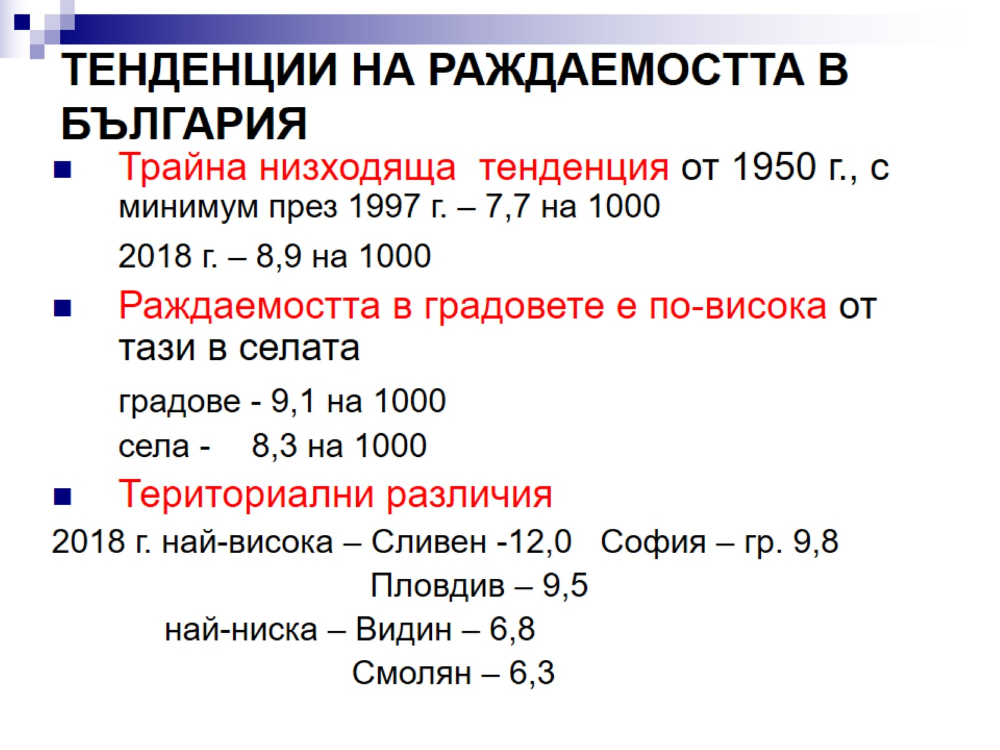 ТЕНДЕНЦИИ НА РАЖДАЕМОСТТА В
БЪЛГАРИЯ
Трайна низходяща тенденция от 1950 г., с
минимум през 1997 г. – 7,7 на 1000
2018 г. – 8,9 на 1000
Раждаемостта в градовете е по-висока от
тази в селата
градове - 9,1 на 1000
села - 8,3 на 1000
Териториални различия
2018 г. най-висока – Сливен -12,0 София – гр. 9,8
Пловдив – 9,5
най-ниска – Видин – 6,8
Смолян – 6,3